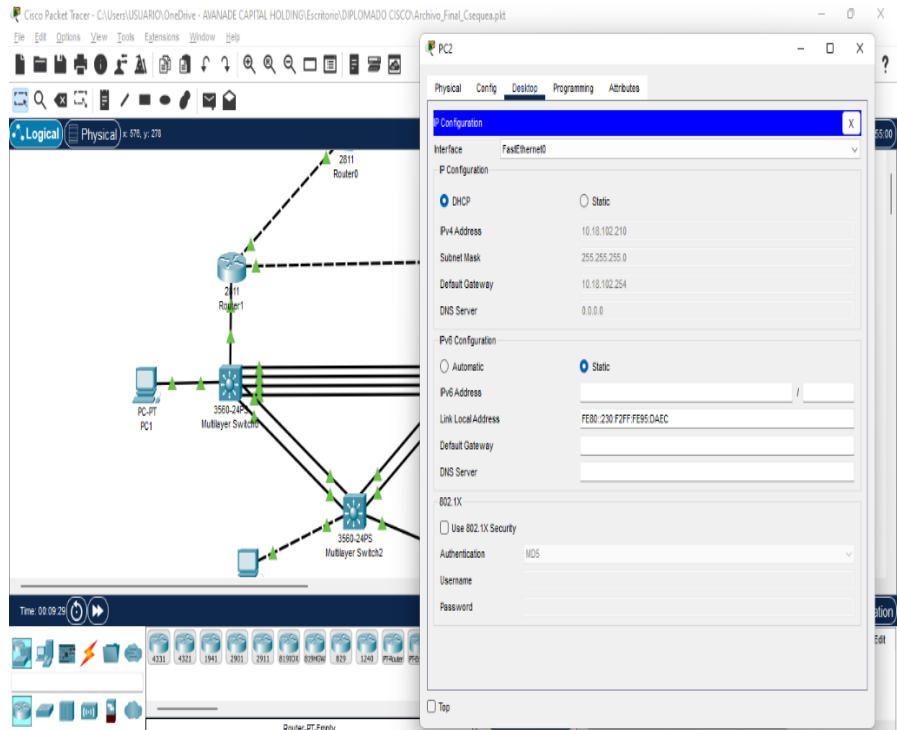 Cisco Packet Tracer - C:\Users\USUARIO\OneDrive - AVANADE CAPITAL HOLDING\Escritorio\DIPLOMADO CISCO\Archivo_Final_Csequea.pkt
File Edit Options View Tools Extensions Window Help
?
Logical Physical x: 576, y: 278
55:00
2811
Router0
2811
Router1
PC-PT
PC1
3560-24PS
Multilayer Switch0
3560-24PS
Multilayer Switch2
Time: 00:09:29
4331 4321 1941 2901 2911 819IOX 819HGW 829 1240 PT-Router
Router-PT-Empty
Edit
PC2
Physical Config Desktop Programming Attributes
IP Configuration X
Interface FastEthernet0
IP Configuration
DHCP Static
IPv4 Address 10.18.102.210
Subnet Mask 255.255.255.0
Default Gateway 10.18.102.254
DNS Server 0.0.0.0
IPv6 Configuration
Automatic Static
IPv6 Address /
Link Local Address FE80::230:F2FF:FE95:DAEC
Default Gateway
DNS Server
802.1X
Use 802.1X Security
Authentication MD5
Username
Password
Top